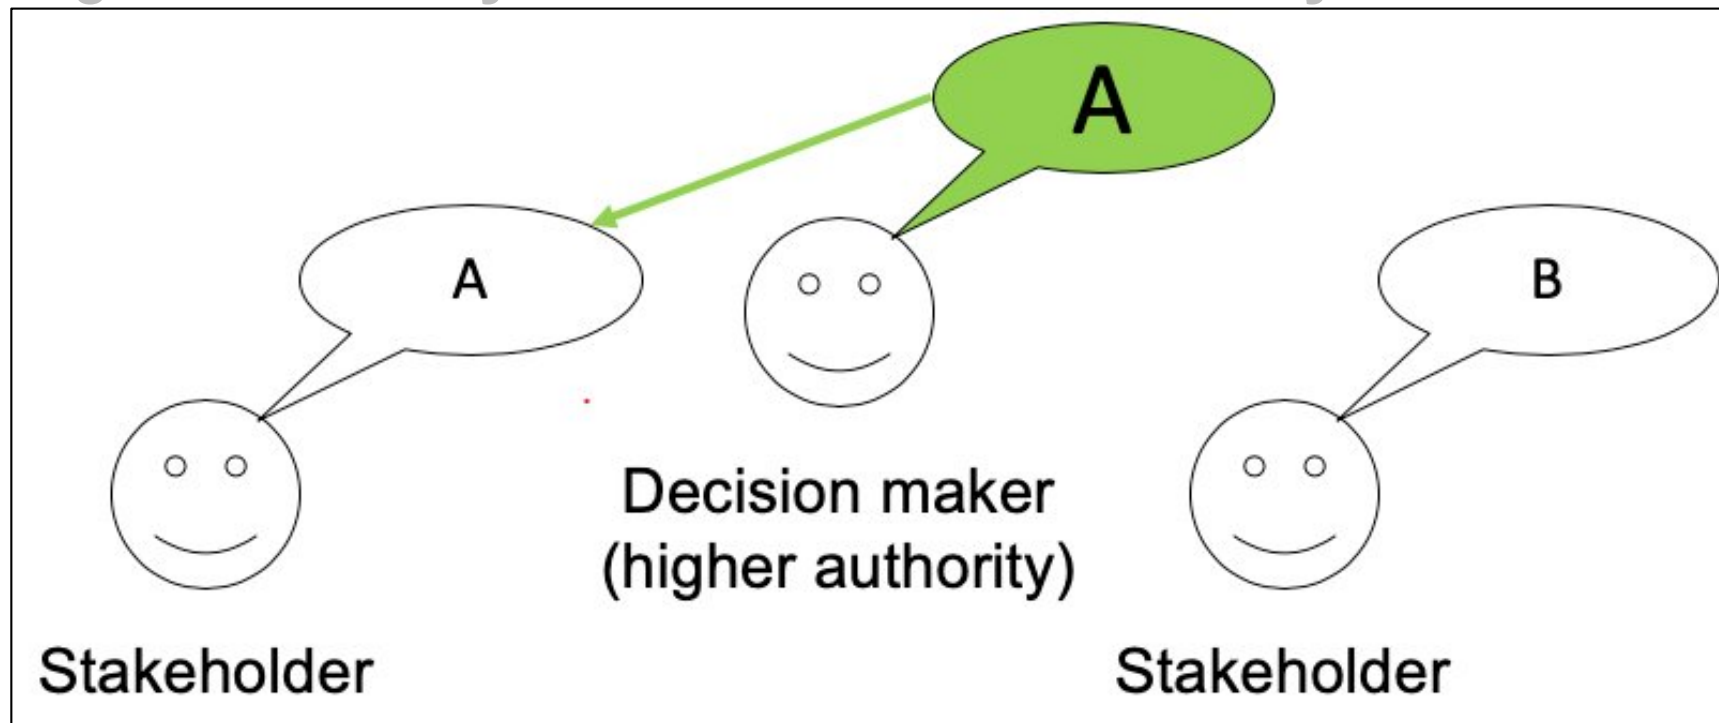 A
A
B
Decision maker
(higher authority)
Stakeholder
Stakeholder